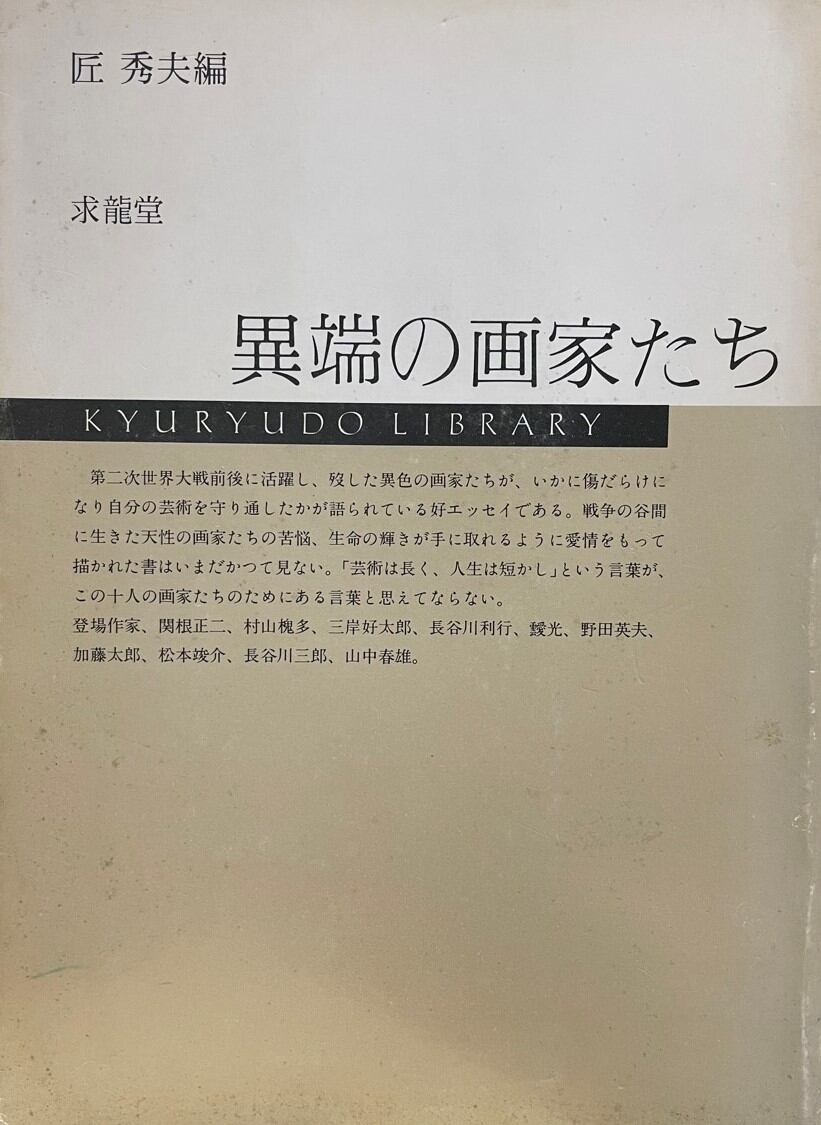 匠 秀夫編
求龍堂
異端の画家たち
KYURYUDO LIBRARY
第二次世界大戦前後に活躍し、歿した異色の画家たちが、いかに傷だらけに
なり自分の芸術を守り通したかが語られている好エッセイである。戦争の谷間
に生きた天性の画家たちの苦悩、生命の輝きが手に取れるように愛情をもって
描かれた書はいまだかつて見ない。「芸術は長く、人生は短かし」という言葉が、
この十人の画家たちのためにある言葉と思えてならない。
登場作家、関根正二、村山槐多、三岸好太郎、長谷川利行、靉光、野田英夫、
加藤太郎、松本竣介、長谷川三郎、山中春雄。